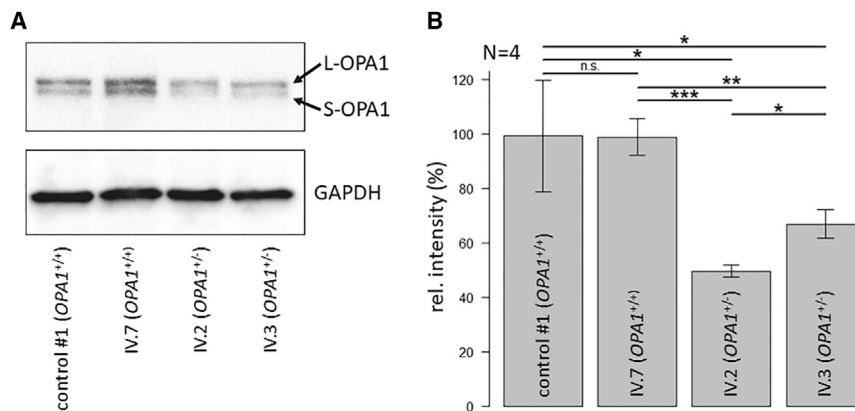 A
L-OPA1
S-OPA1
GAPDH
control #1 (OPA1+/+)
IV.7 (OPA1+/+)
IV.2 (OPA1+/-)
IV.3 (OPA1+/-)
B
N=4
*
*
n.s.
**
***
*
rel. intensity (%)
120
100
80
60
40
20
0
control #1 (OPA1+/+)
IV.7 (OPA1+/+)
IV.2 (OPA1+/-)
IV.3 (OPA1+/-)